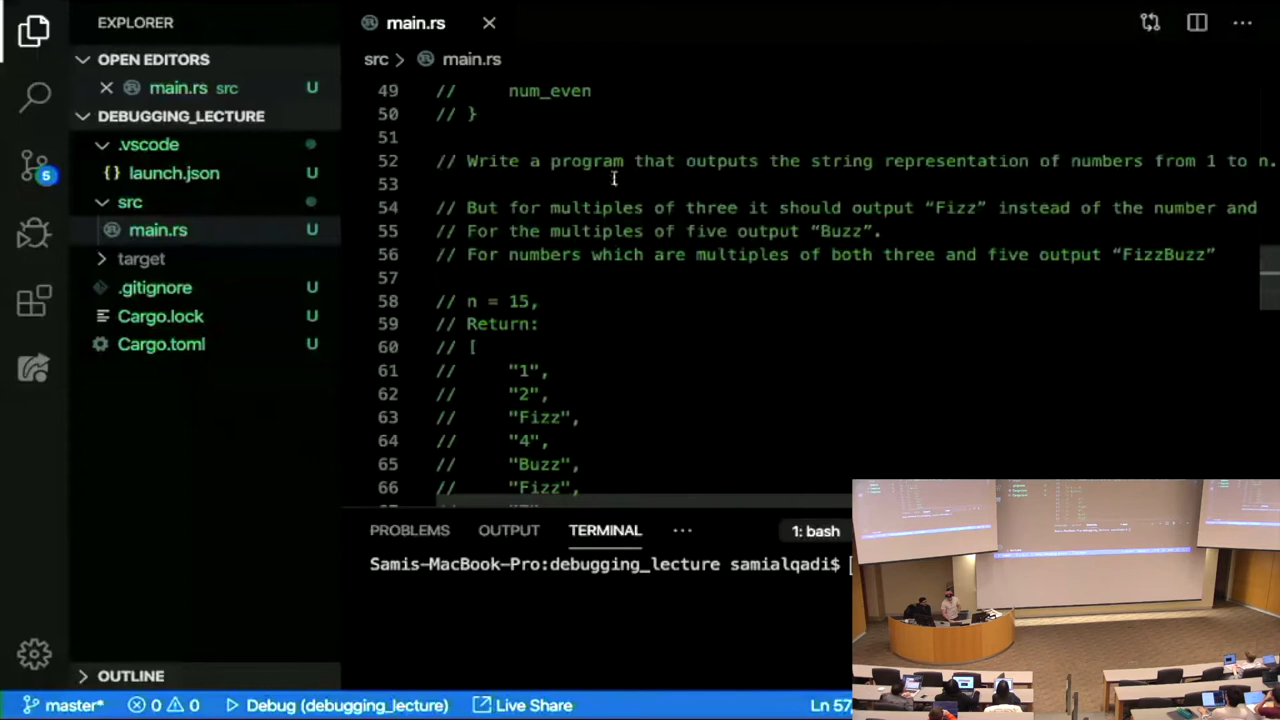 EXPLORER
OPEN EDITORS
main.rs src U
DEBUGGING_LECTURE
.vscode
{} launch.json U
src
main.rs U
target
.gitignore U
Cargo.lock U
Cargo.toml U
OUTLINE
main.rs
src > main.rs
49 // num_even
50 // }
51
52 // Write a program that outputs the string representation of numbers from 1 to n.
53
54 // But for multiples of three it should output “Fizz” instead of the number and
55 // For the multiples of five output “Buzz”.
56 // For numbers which are multiples of both three and five output “FizzBuzz”
57
58 // n = 15,
59 // Return:
60 // [
61 // "1",
62 // "2",
63 // "Fizz",
64 // "4",
65 // "Buzz",
66 // "Fizz",
PROBLEMS OUTPUT TERMINAL ··· 1: bash
Samis-MacBook-Pro:debugging_lecture samialqadi$
5
master* 0 0 Debug (debugging_lecture) Live Share Ln 57